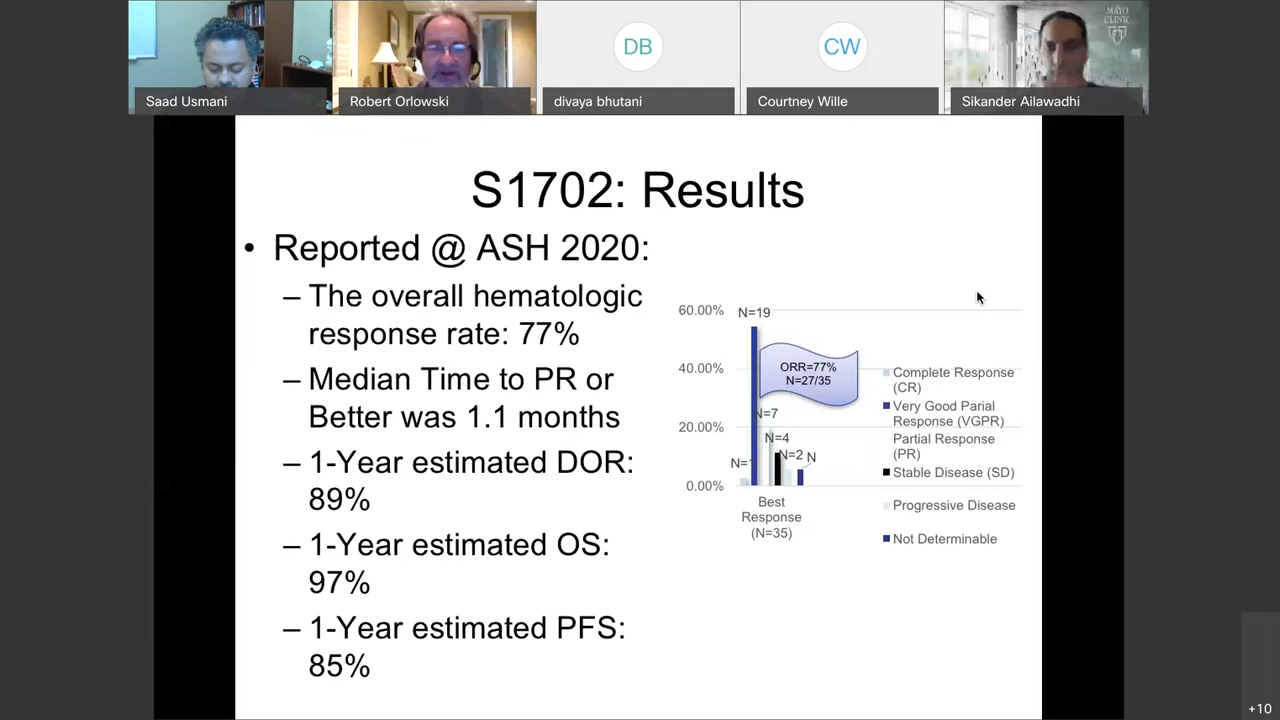 MAYO
CLINIC
DB
CW
Saad Usmani
Robert Orlowski
divaya bhutani
Courtney Wille
Sikander Ailawadhi
S1702: Results
• Reported @ ASH 2020:
– The overall hematologic
response rate: 77%
– Median Time to PR or
Better was 1.1 months
– 1-Year estimated DOR:
89%
– 1-Year estimated OS:
97%
– 1-Year estimated PFS:
85%
60.00%
40.00%
20.00%
0.00%
N=19
ORR=77%
N=27/35
N=7
N=4
N=2
N
Best
Response
(N=35)
Complete Response
(CR)
Very Good Parial
Response (VGPR)
Partial Response
(PR)
Stable Disease (SD)
Progressive Disease
Not Determinable
+10